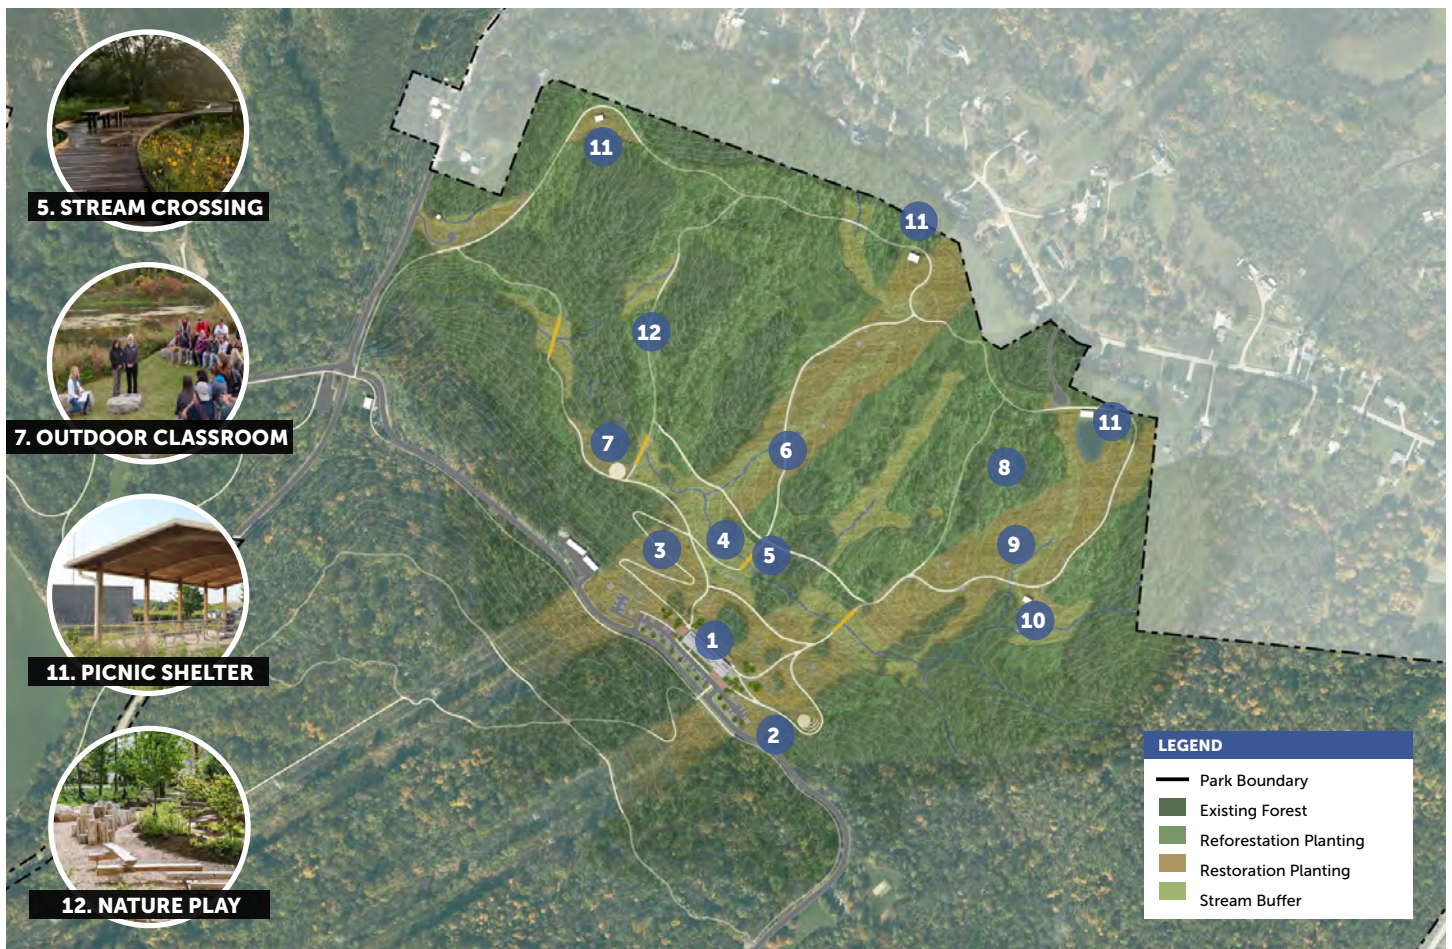 5. STREAM CROSSING
7. OUTDOOR CLASSROOM
11. PICNIC SHELTER
12. NATURE PLAY
11
11
12
11
7
6
8
3
4
5
9
1
10
2
LEGEND
Park Boundary
Existing Forest
Reforestation Planting
Restoration Planting
Stream Buffer